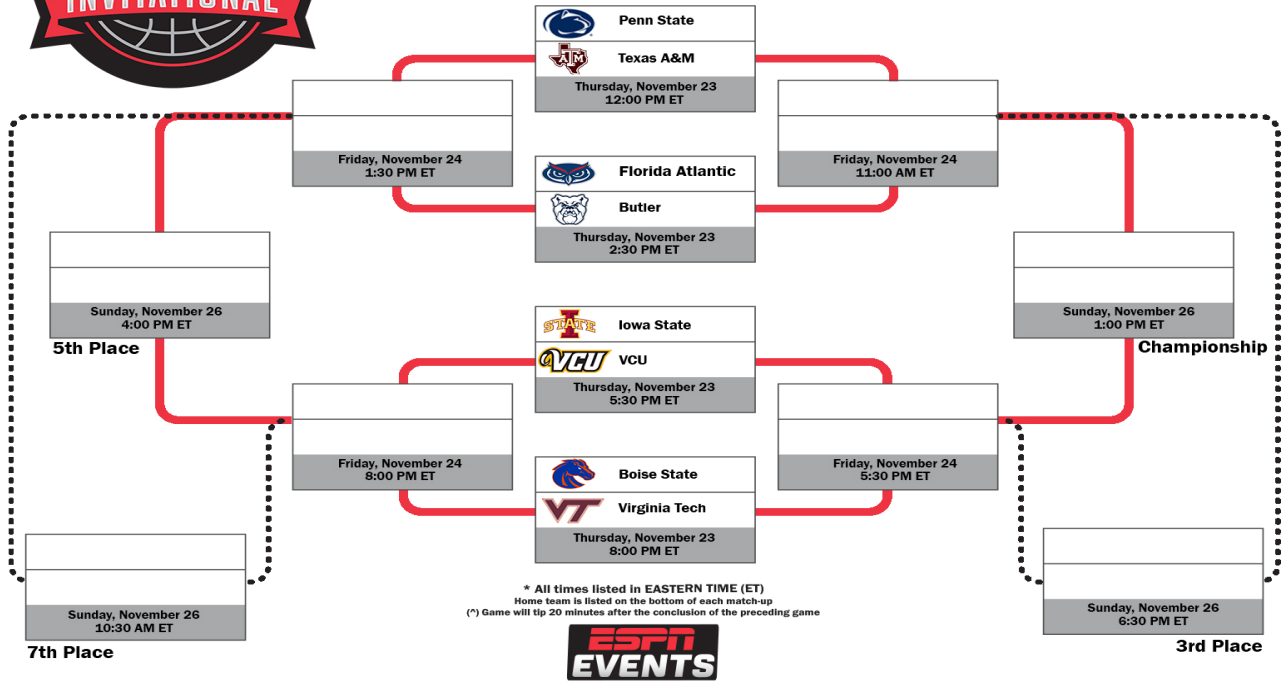 INVITATIONAL
Penn State
Texas A&M
Thursday, November 23
12:00 PM ET
Friday, November 24
1:30 PM ET
Friday, November 24
11:00 AM ET
Florida Atlantic
Butler
Thursday, November 23
2:30 PM ET
Sunday, November 26
4:00 PM ET
5th Place
Sunday, November 26
1:00 PM ET
Championship
STATE
Iowa State
VCU
VCU
Thursday, November 23
5:30 PM ET
Friday, November 24
8:00 PM ET
Friday, November 24
5:30 PM ET
Boise State
VT
Virginia Tech
Thursday, November 23
8:00 PM ET
Sunday, November 26
10:30 AM ET
7th Place
Sunday, November 26
6:30 PM ET
3rd Place
* All times listed in EASTERN TIME (ET)
Home team is listed on the bottom of each match-up
(^) Game will tip 20 minutes after the conclusion of the preceding game
ESPN
EVENTS